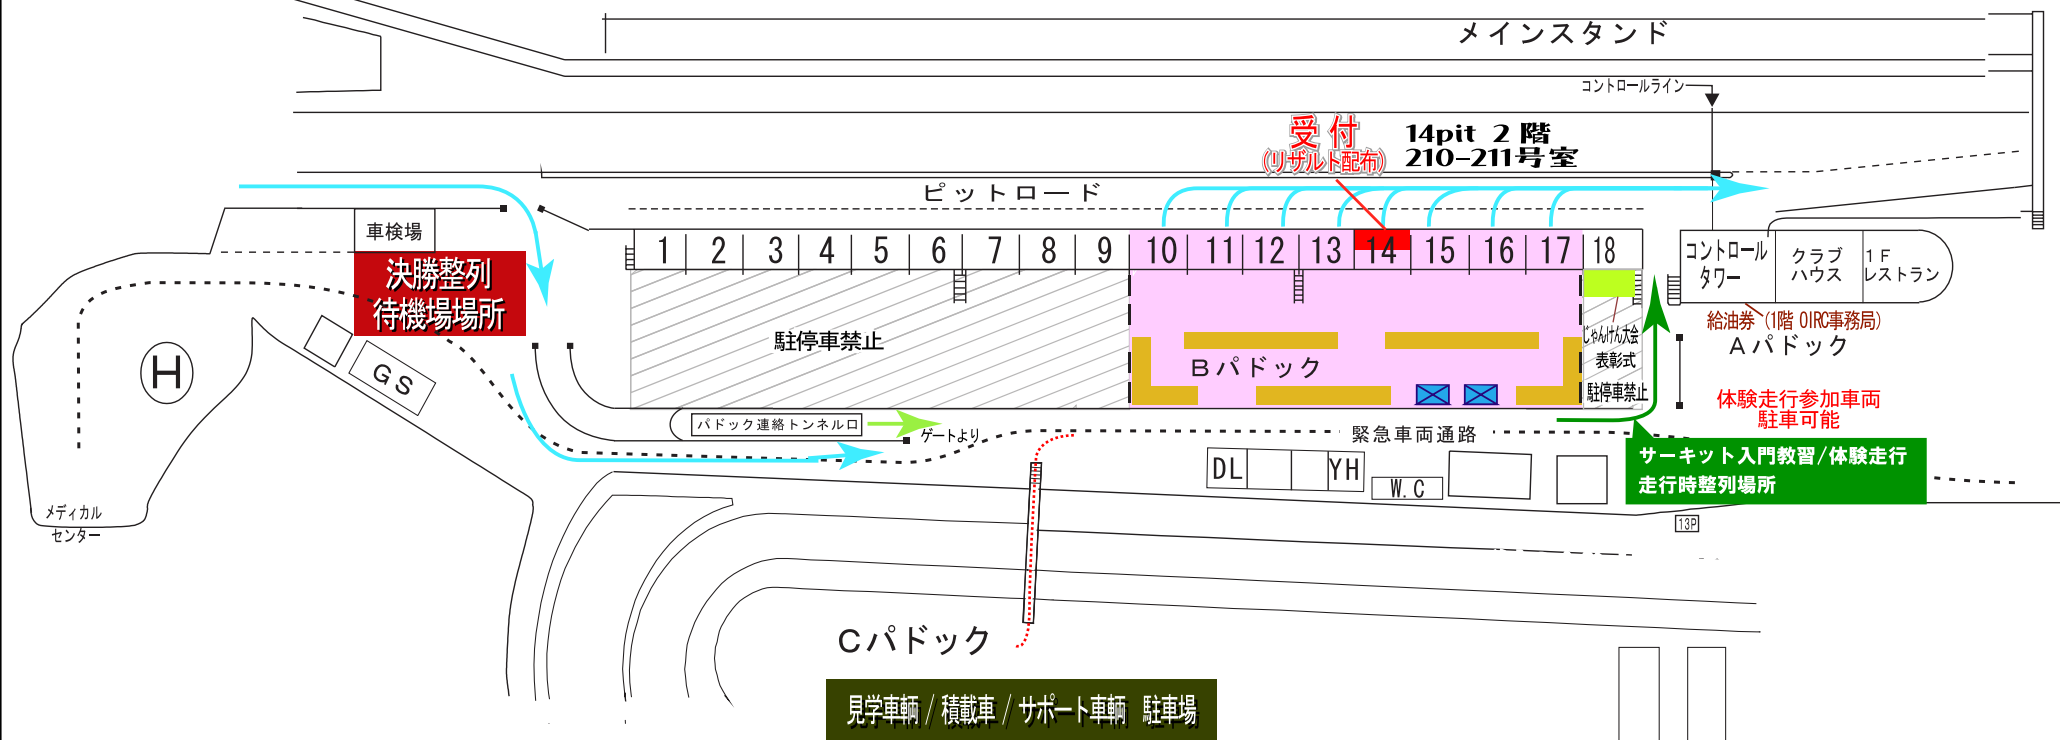 メインスタンド
コントロールライン
受付
(リザルト配布)
14pit 2階
210-211号室
ピットロード
車検場
決勝整列
待機場場所
1 2 3 4 5 6 7 8 9 10 11 12 13 14 15 16 17 18
コントロール
タワー
クラブ
ハウス
1F
レストラン
給油券 (1階 OIRC事務局)
Aパドック
駐停車禁止
Bパドック
じゃんけん大会
表彰式
駐停車禁止
体験走行参加車両
駐車可能
H
GS
パドック連絡トンネル口
ゲートより
緊急車両通路
サーキット入門教習/体験走行
走行時整列場所
DL
YH
W.C
13P
メディカル
センター
Cパドック
見学車輌/積載車/サポート車輌 駐車場